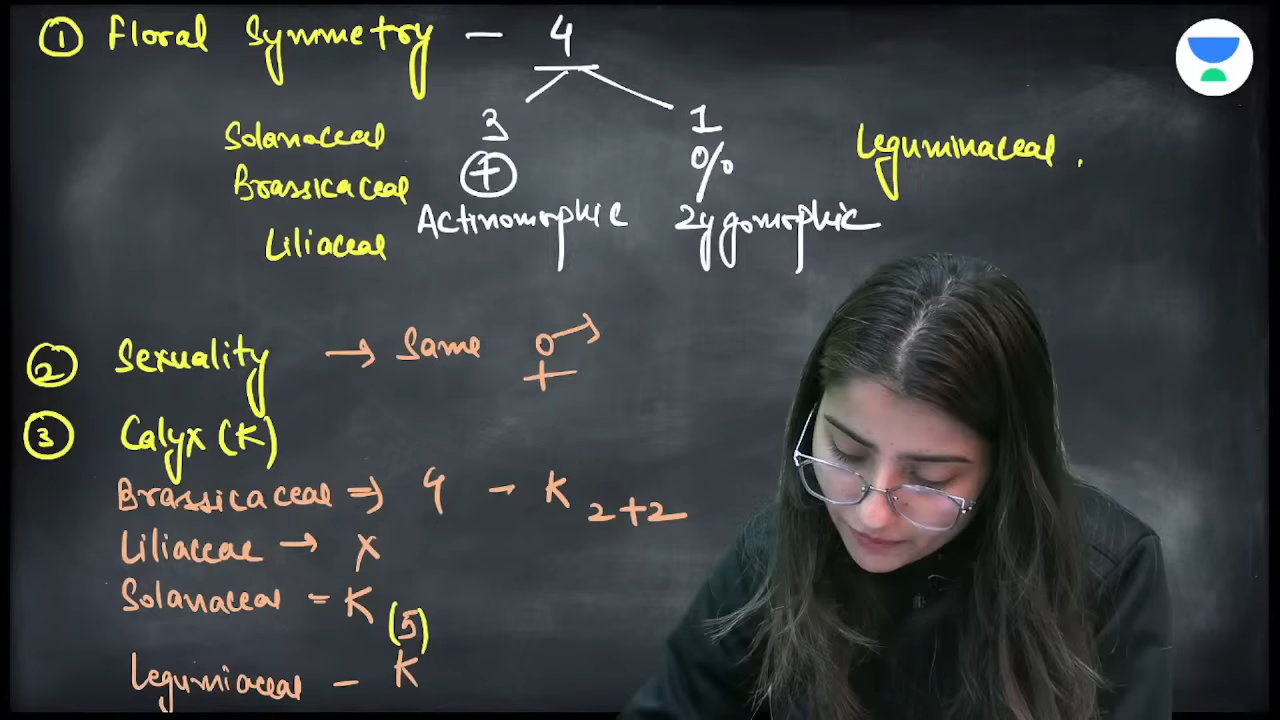 ① Floral Symmetry — 4
3 1
Solanaceae ⊕ % Leguminaceae.
Brassicaceae Actinomorphic Zygomorphic
Liliaceae
② Sexuality → Same ⚥
③ Calyx (K)
Brassicaceae ⇒ 4 – K 2+2
Liliaceae → X
Solanaceae = K (5)
Legumiaceae – K